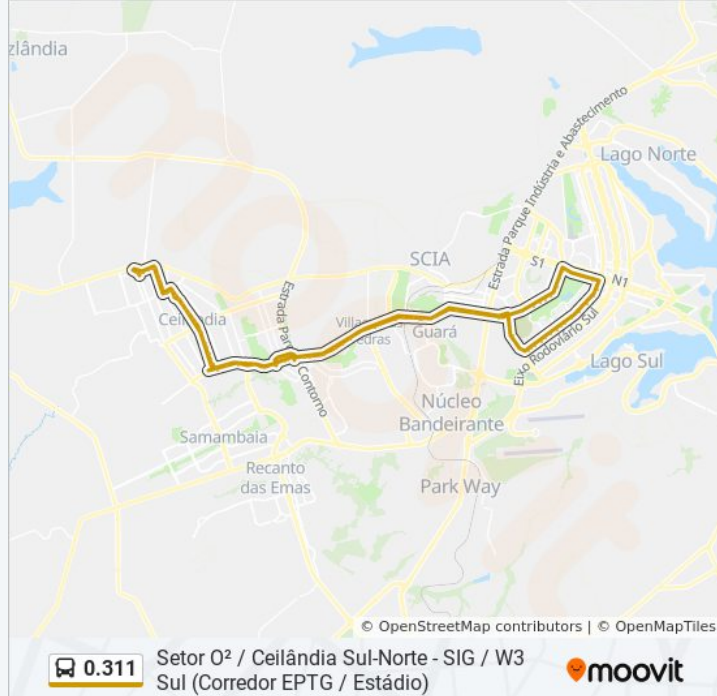 zlândia
Estrada Parque Indústria e Abastecimento
Lago Norte
SCIA
S1
N1
Ceilândia
Estrada Par
Contorno
Guará
Eixo Rodoviário Sul
Lago Sul
Núcleo
Bandeirante
Samambaia
Recanto
das Emas
Park Way
© OpenStreetMap contributors | © OpenMapTiles
0.311
Setor O² / Ceilândia Sul-Norte - SIG / W3
Sul (Corredor EPTG / Estádio)
moovit